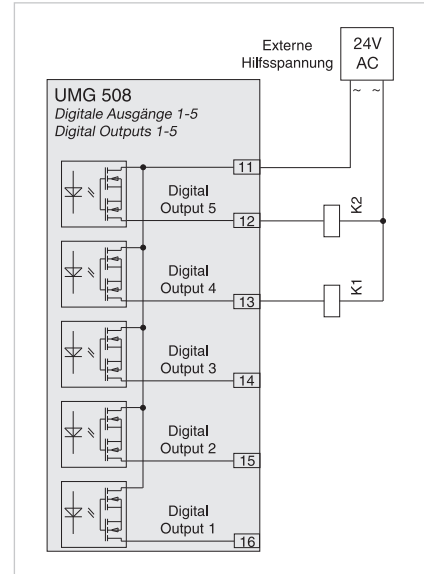 Externe
Hilfsspannung
24V
AC
~ ~
UMG 508
Digitale Ausgänge 1-5
Digital Outputs 1-5
11
Digital
Output 5
12
K2
Digital
Output 4
13
K1
Digital
Output 3
14
Digital
Output 2
15
Digital
Output 1
16